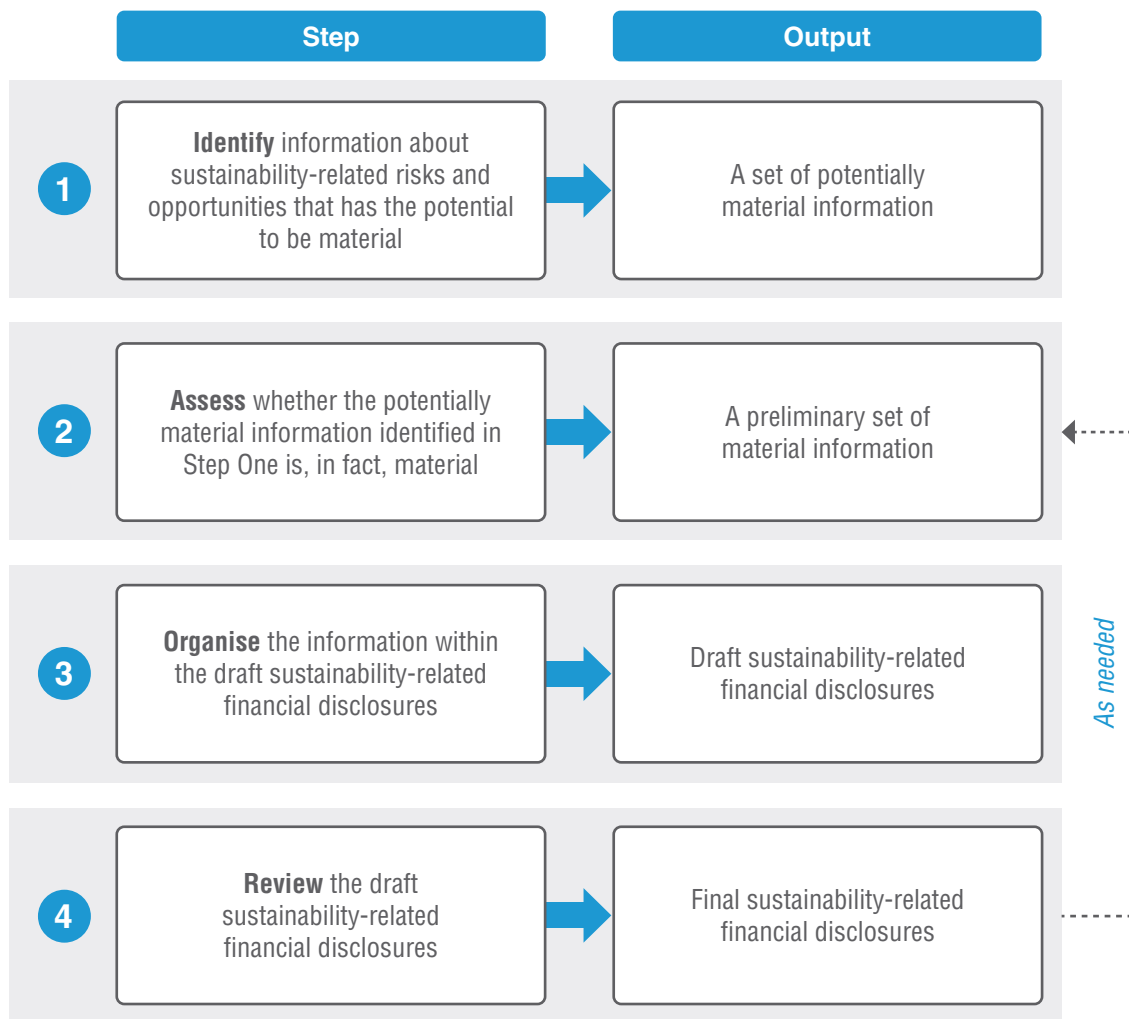 Step
Output
1
Identify information about
sustainability-related risks and
opportunities that has the potential
to be material
A set of potentially
material information
2
Assess whether the potentially
material information identified in
Step One is, in fact, material
A preliminary set of
material information
3
Organise the information within
the draft sustainability-related
financial disclosures
Draft sustainability-related
financial disclosures
As needed
4
Review the draft
sustainability-related
financial disclosures
Final sustainability-related
financial disclosures